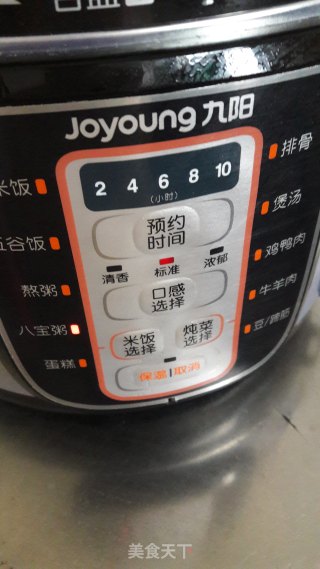 Joyoung 九阳
2 4 6 8 10
(小时)
预约
时间
清香 标准 浓郁
口感
选择
米饭
选择
炖菜
选择
保温|取消
米饭
五谷饭
熬粥
八宝粥
蛋糕
排骨
煲汤
鸡鸭肉
牛羊肉
豆/蹄筋
美食天下